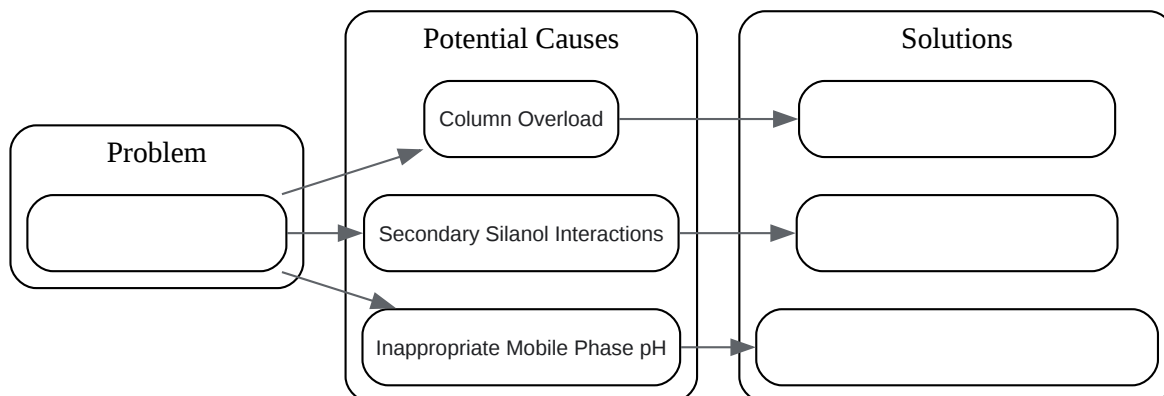 Problem
Potential Causes
Column Overload
Secondary Silanol Interactions
Inappropriate Mobile Phase pH
Solutions